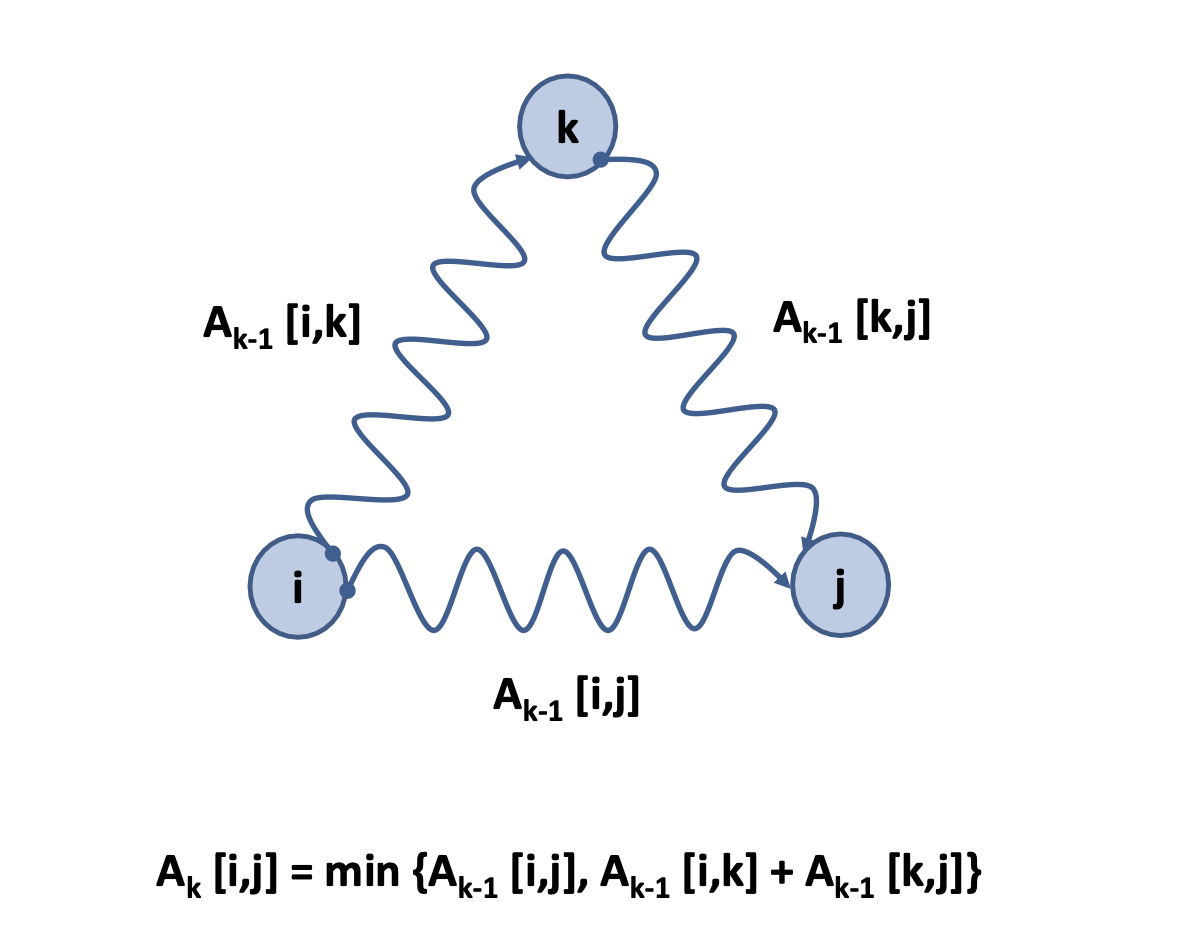 k
A_{k-1} [i,k]
A_{k-1} [k,j]
i
j
A_{k-1} [i,j]
A_k [i,j] = min {A_{k-1} [i,j], A_{k-1} [i,k] + A_{k-1} [k,j]}